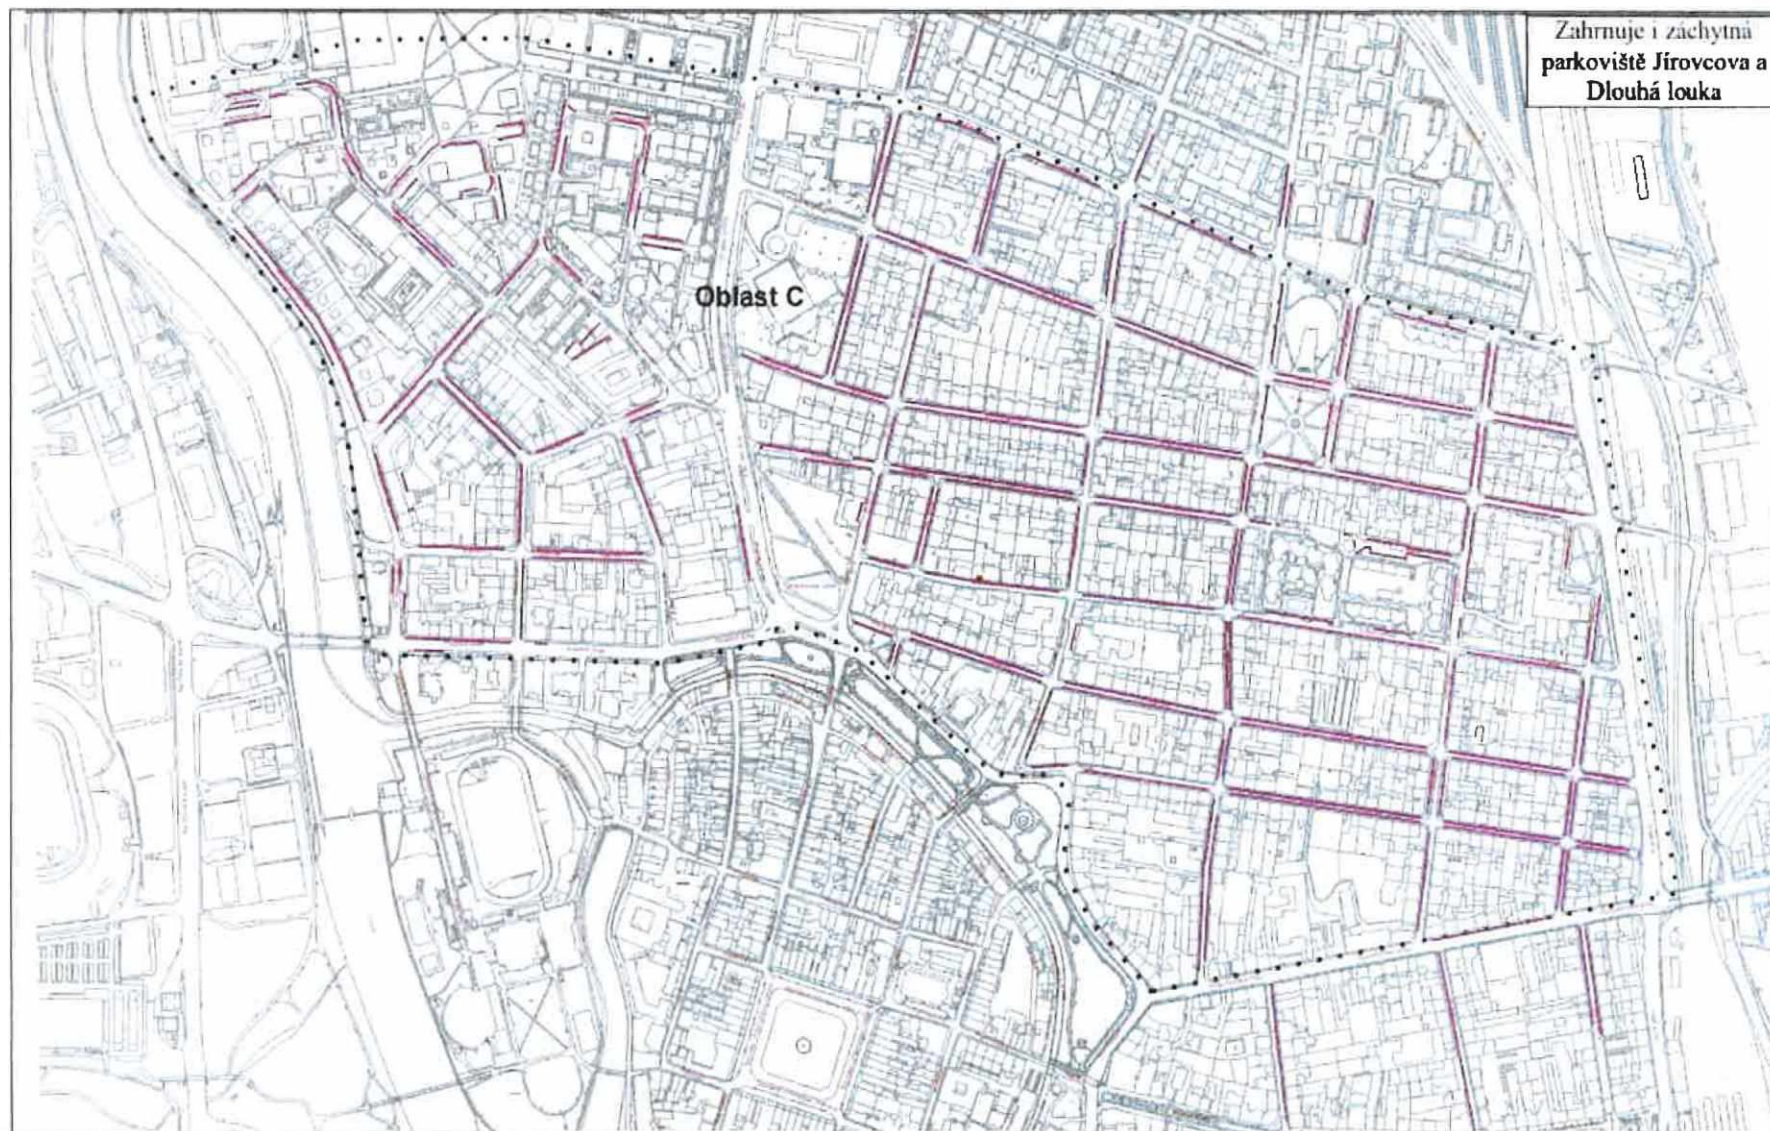 Zahrnuje i záchytná
parkoviště Jírovcova a
Dlouhá louka
Oblast C